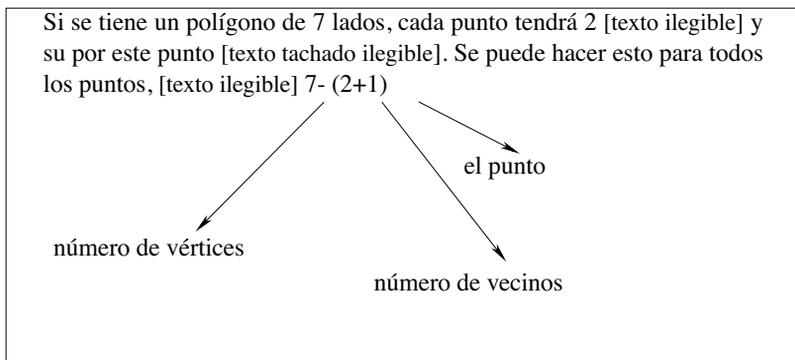 Si se tiene un polígono de 7 lados, cada punto tendrá 2 [texto ilegible] y
su por este punto [texto tachado ilegible]. Se puede hacer esto para todos
los puntos, [texto ilegible] 7- (2+1)
el punto
número de vértices
número de vecinos